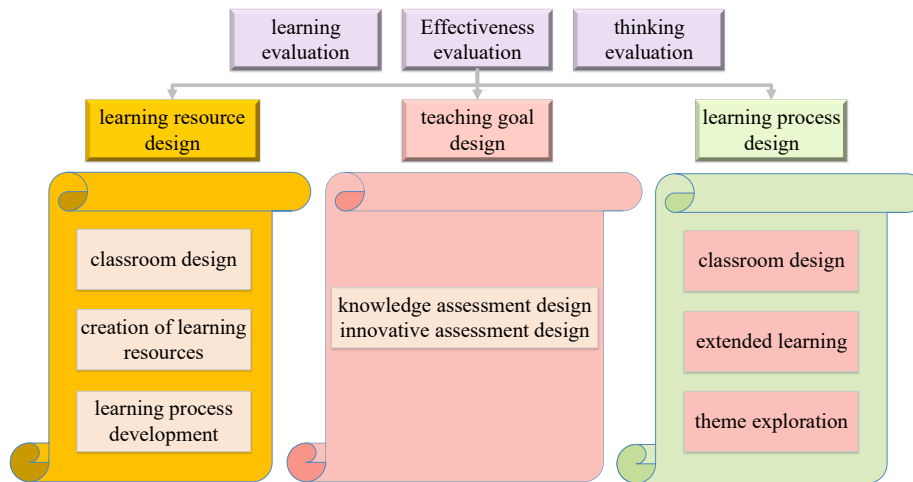 learning
evaluation
Effectiveness
evaluation
thinking
evaluation
learning resource
design
teaching goal
design
learning process
design
classroom design
creation of learning
resources
learning process
development
knowledge assessment design
innovative assessment design
classroom design
extended learning
theme exploration